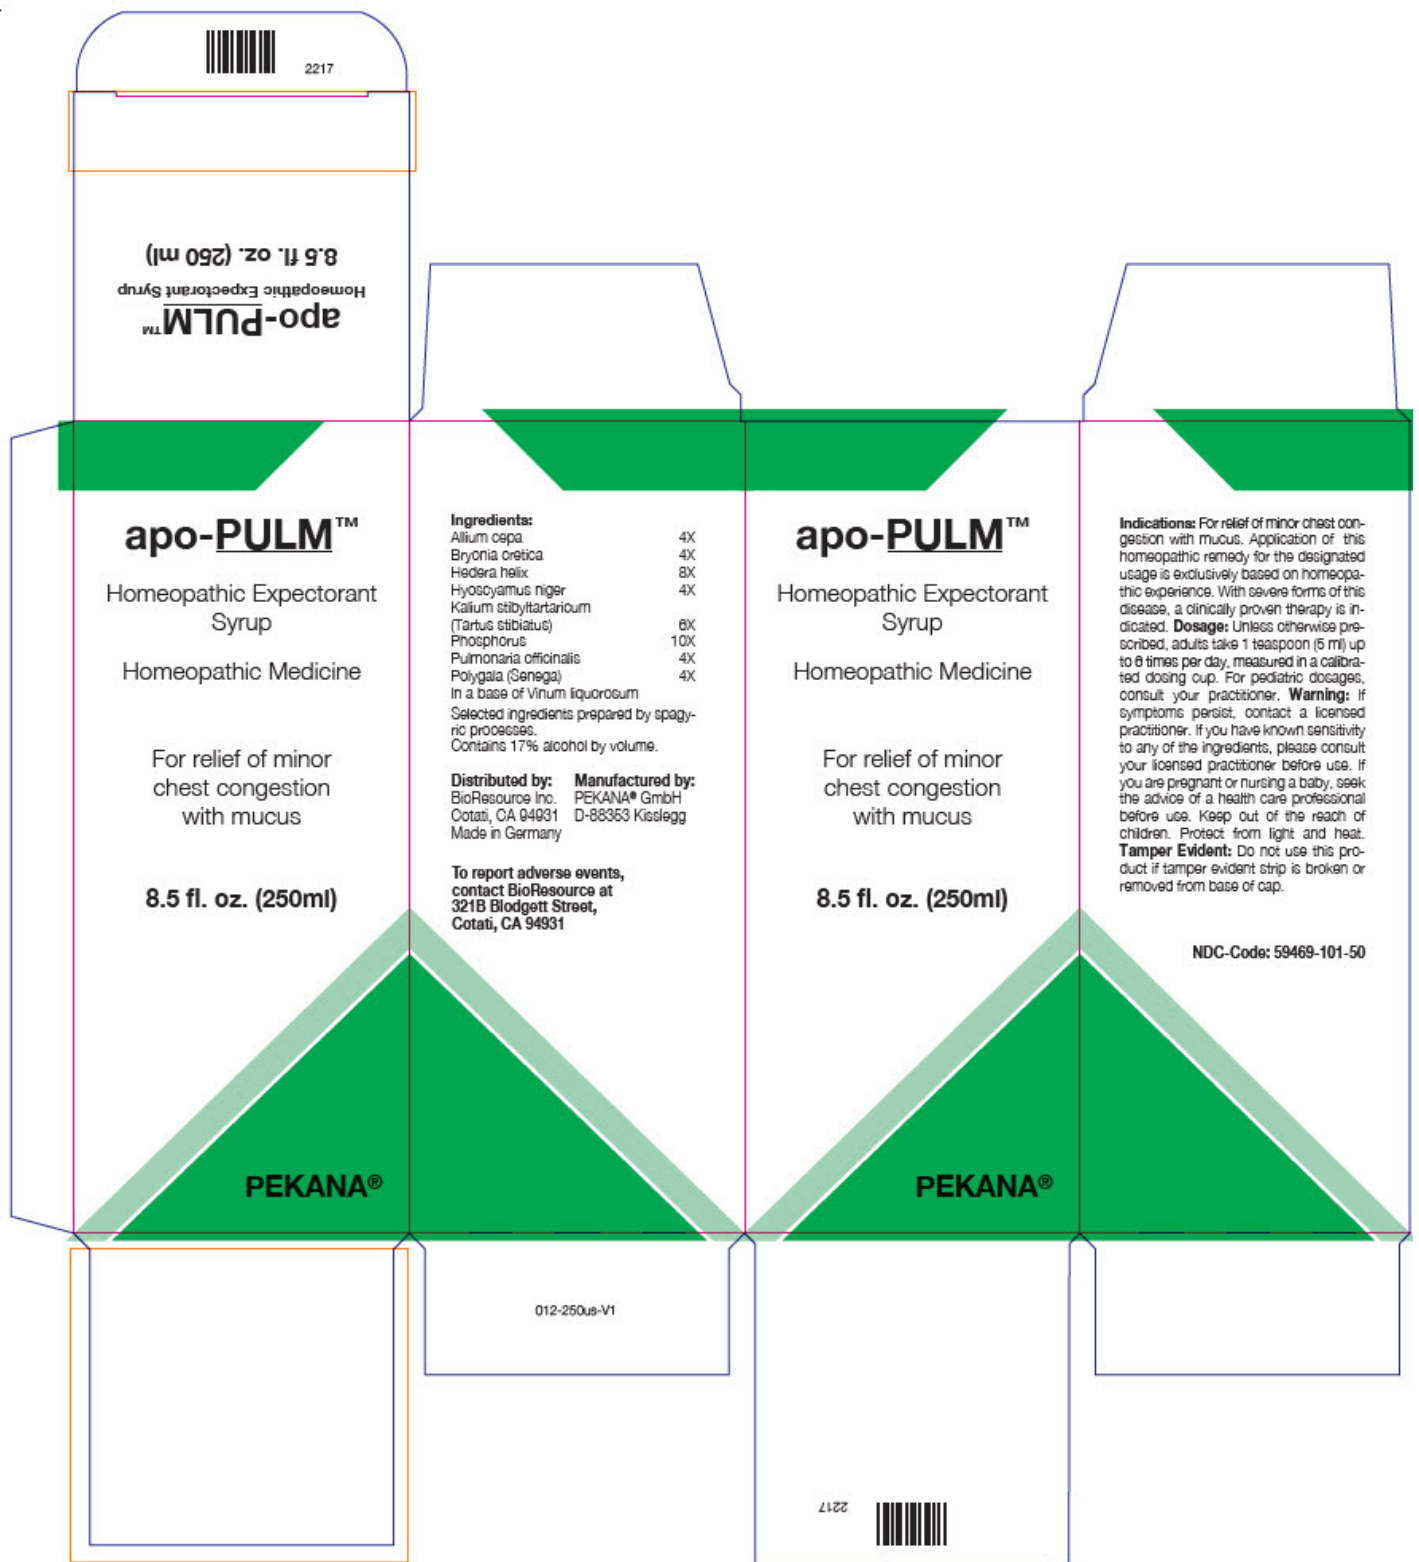 2217
8.5 fl. oz. (250 ml)
Homeopathic Expectorant Syrup
apo-PULM™
apo-PULM™
Homeopathic Expectorant
Syrup
Homeopathic Medicine
For relief of minor
chest congestion
with mucus
8.5 fl. oz. (250ml)
PEKANA®
Ingredients:
Allium cepa 4X
Bryonia cretica 4X
Hedera helix 8X
Hyoscyamus niger 4X
Kalium stibyltartaricum
(Tartus stibiatus) 6X
Phosphorus 10X
Pulmonaria officinalis 4X
Polygala (Senega) 4X
In a base of Vinum liquorosum
Selected ingredients prepared by spagy-
ric processes.
Contains 17% alcohol by volume.
Distributed by: Manufactured by:
BioResource Inc. PEKANA® GmbH
Cotati, CA 94931 D-88353 Kisslegg
Made in Germany
To report adverse events,
contact BioResource at
321B Blodgett Street,
Cotati, CA 94931
012-250us-V1
apo-PULM™
Homeopathic Expectorant
Syrup
Homeopathic Medicine
For relief of minor
chest congestion
with mucus
8.5 fl. oz. (250ml)
PEKANA®
2217
Indications: For relief of minor chest con-
gestion with mucus. Application of this
homeopathic remedy for the designated
usage is exclusively based on homeopa-
thic experience. With severe forms of this
disease, a clinically proven therapy is in-
dicated. Dosage: Unless otherwise pre-
scribed, adults take 1 teaspoon (5 ml) up
to 6 times per day, measured in a calibra-
ted dosing cup. For pediatric dosages,
consult your practitioner. Warning: If
symptoms persist, contact a licensed
practitioner. If you have known sensitivity
to any of the ingredients, please consult
your licensed practitioner before use. If
you are pregnant or nursing a baby, seek
the advice of a health care professional
before use. Keep out of the reach of
children. Protect from light and heat.
Tamper Evident: Do not use this pro-
duct if tamper evident strip is broken or
removed from base of cap.
NDC-Code: 59469-101-50